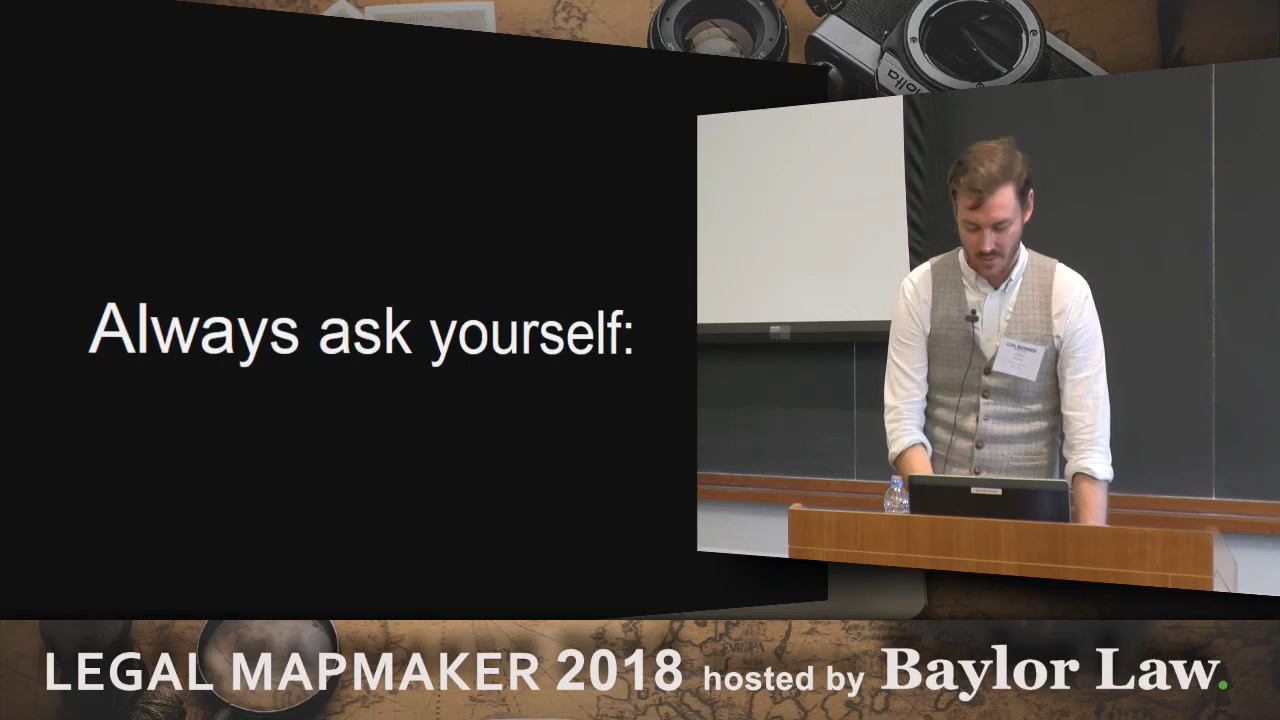 Always ask yourself:
LEGAL MAPMAKER 2018 hosted by Baylor Law.